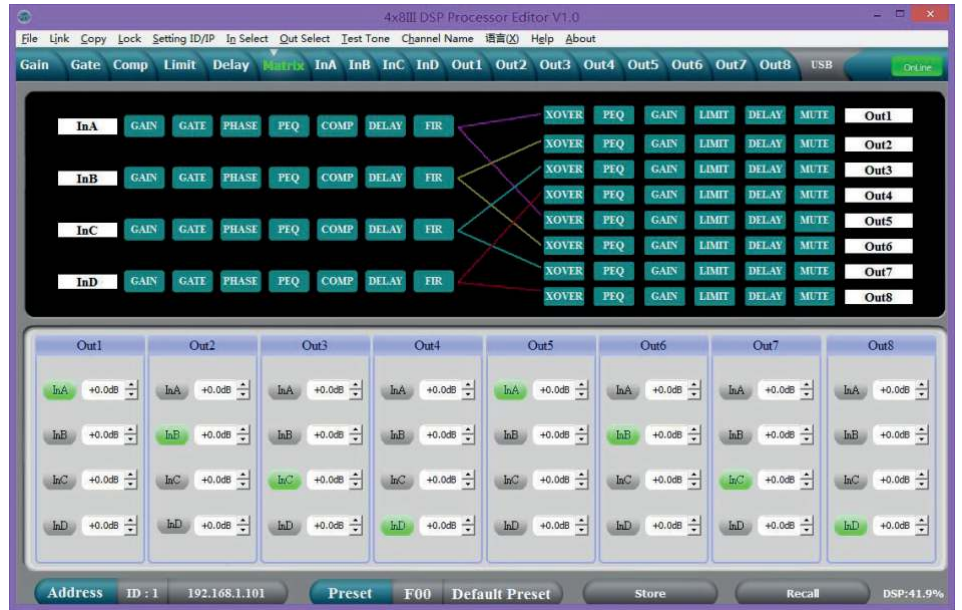 4x8III DSP Processor Editor V1.0
File Link Copy Lock Setting ID/IP In Select Out Select Test Tone Channel Name 语言(X) Help About
Gain Gate Comp Limit Delay Matrix InA InB InC InD Out1 Out2 Out3 Out4 Out5 Out6 Out7 Out8 USB OnLine
XOVER PEQ GAIN LIMIT DELAY MUTE Out1
InA GAIN GATE PHASE PEQ COMP DELAY FIR
XOVER PEQ GAIN LIMIT DELAY MUTE Out2
XOVER PEQ GAIN LIMIT DELAY MUTE Out3
InB GAIN GATE PHASE PEQ COMP DELAY FIR
XOVER PEQ GAIN LIMIT DELAY MUTE Out4
XOVER PEQ GAIN LIMIT DELAY MUTE Out5
InC GAIN GATE PHASE PEQ COMP DELAY FIR
XOVER PEQ GAIN LIMIT DELAY MUTE Out6
XOVER PEQ GAIN LIMIT DELAY MUTE Out7
InD GAIN GATE PHASE PEQ COMP DELAY FIR
XOVER PEQ GAIN LIMIT DELAY MUTE Out8
Out1 Out2 Out3 Out4 Out5 Out6 Out7 Out8
InA +0.0dB InA +0.0dB InA +0.0dB InA +0.0dB InA +0.0dB InA +0.0dB InA +0.0dB InA +0.0dB
InB +0.0dB InB +0.0dB InB +0.0dB InB +0.0dB InB +0.0dB InB +0.0dB InB +0.0dB InB +0.0dB
InC +0.0dB InC +0.0dB InC +0.0dB InC +0.0dB InC +0.0dB InC +0.0dB InC +0.0dB InC +0.0dB
InD +0.0dB InD +0.0dB InD +0.0dB InD +0.0dB InD +0.0dB InD +0.0dB InD +0.0dB InD +0.0dB
Address ID : 1 192.168.1.101 Preset F00 Default Preset Store Recall DSP:41.9%